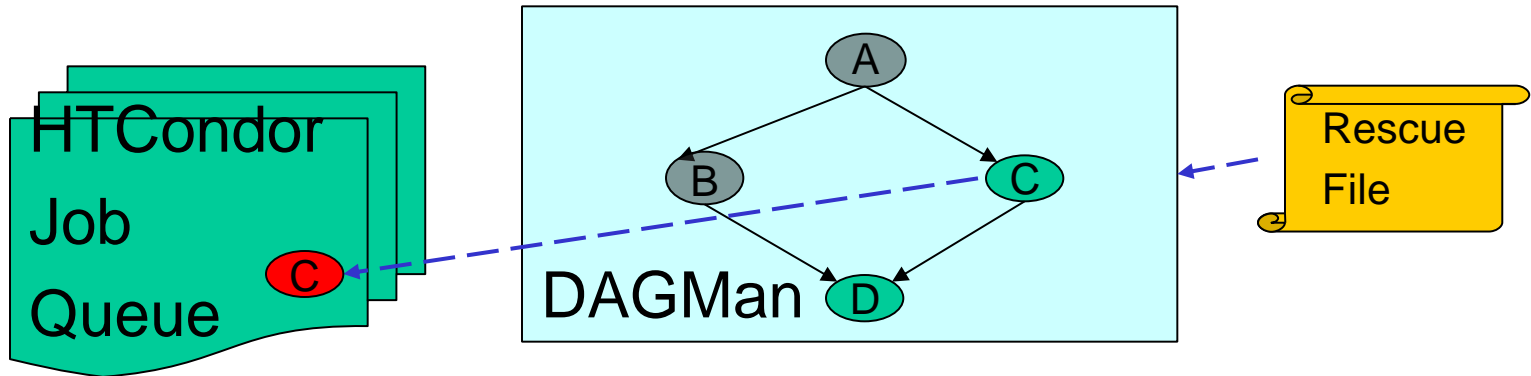 HTCondor
Job
Queue
C
A
B
C
D
DAGMan
Rescue
File